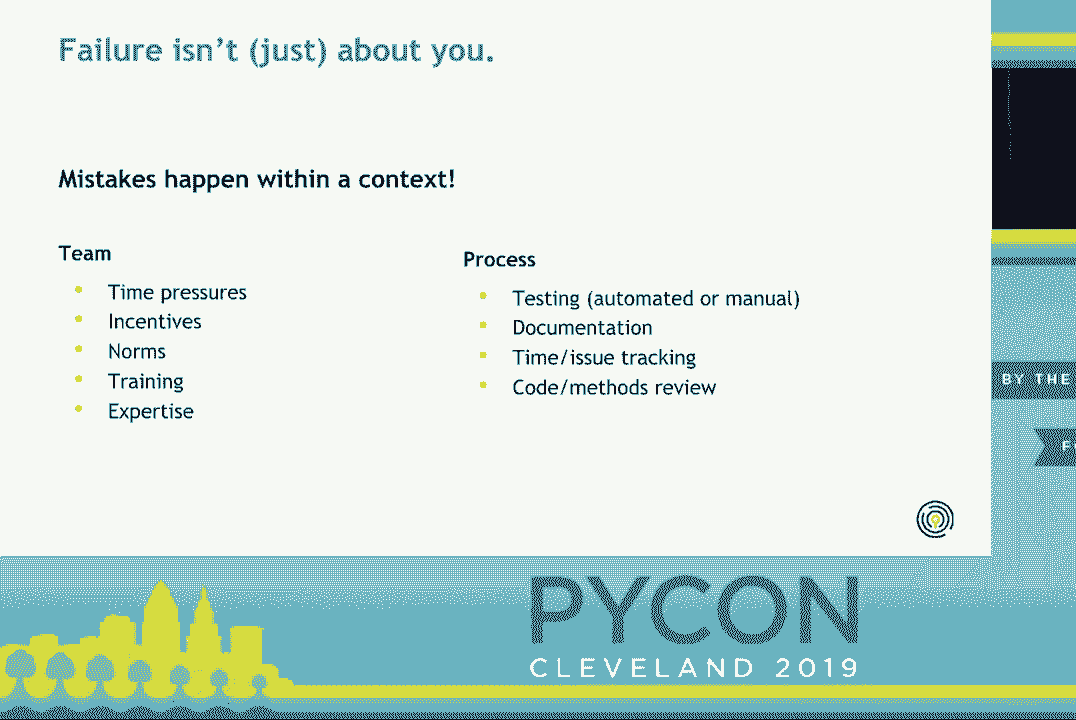 Failure isn't (just) about you.
Mistakes happen within a context!
Team
Time pressures
Incentives
Norms
Training
Expertise
Process
Testing (automated or manual)
Documentation
Time/issue tracking
Code/methods review
BY THE
PYCON
CLEVELAND 2019